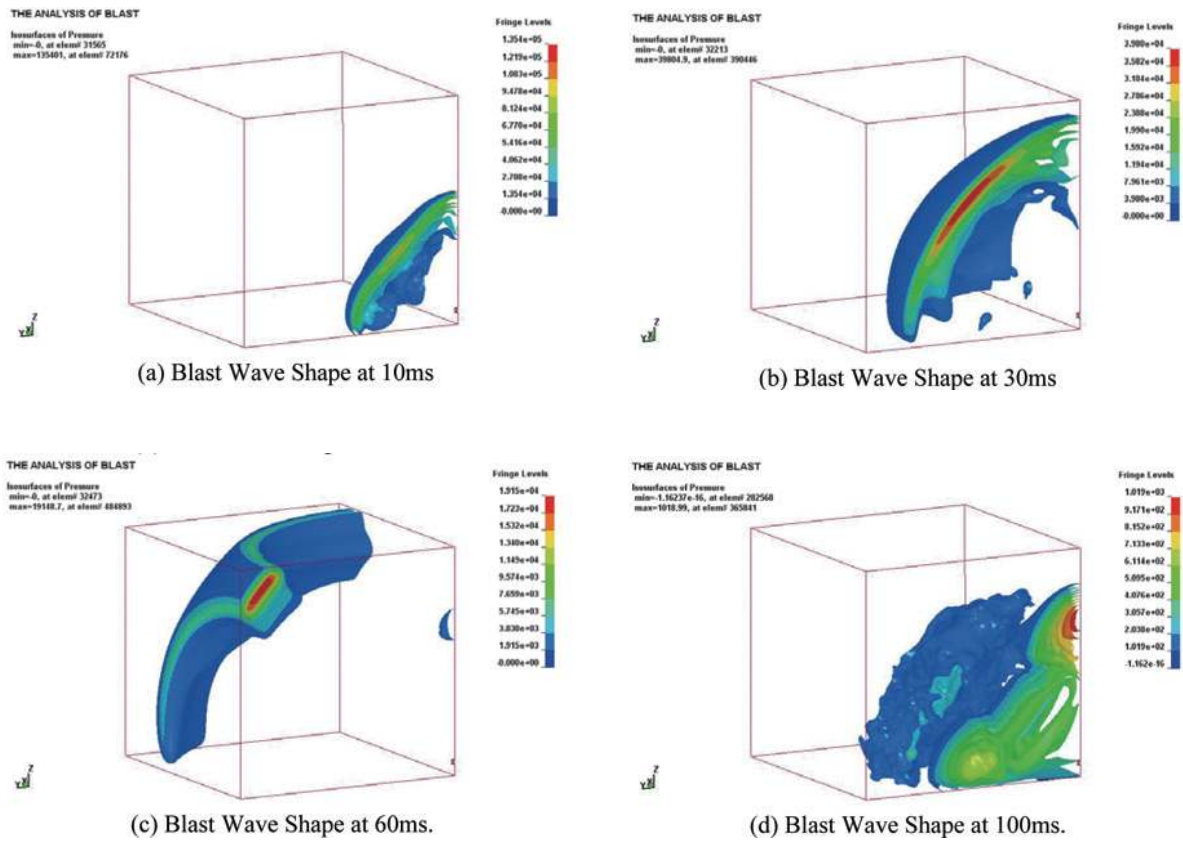 THE ANALYSIS OF BLAST
Isosurfaces of Pressure
min=-0, at elem# 31565
max=135401, at elem# 72176
Fringe Levels
1.354e+05
1.219e+05
1.083e+05
9.478e+04
8.124e+04
6.770e+04
5.416e+04
4.062e+04
2.708e+04
1.354e+04
-0.000e+00
Z
Y X
(a) Blast Wave Shape at 10ms
THE ANALYSIS OF BLAST
Isosurfaces of Pressure
min=-0, at elem# 32213
max=39804.9, at elem# 390446
Fringe Levels
3.980e+04
3.582e+04
3.184e+04
2.786e+04
2.388e+04
1.990e+04
1.592e+04
1.194e+04
7.961e+03
3.980e+03
-0.000e+00
Z
Y X
(b) Blast Wave Shape at 30ms
THE ANALYSIS OF BLAST
Isosurfaces of Pressure
min=-0, at elem# 32473
max=19148.7, at elem# 484893
Fringe Levels
1.915e+04
1.723e+04
1.532e+04
1.340e+04
1.149e+04
9.574e+03
7.659e+03
5.745e+03
3.830e+03
1.915e+03
-0.000e+00
Z
Y X
(c) Blast Wave Shape at 60ms.
THE ANALYSIS OF BLAST
Isosurfaces of Pressure
min=-1.16237e-16, at elem# 282568
max=1018.99, at elem# 365841
Fringe Levels
1.019e+03
9.171e+02
8.152e+02
7.133e+02
6.114e+02
5.095e+02
4.076e+02
3.057e+02
2.038e+02
1.019e+02
-1.162e-16
Z
Y X
(d) Blast Wave Shape at 100ms.